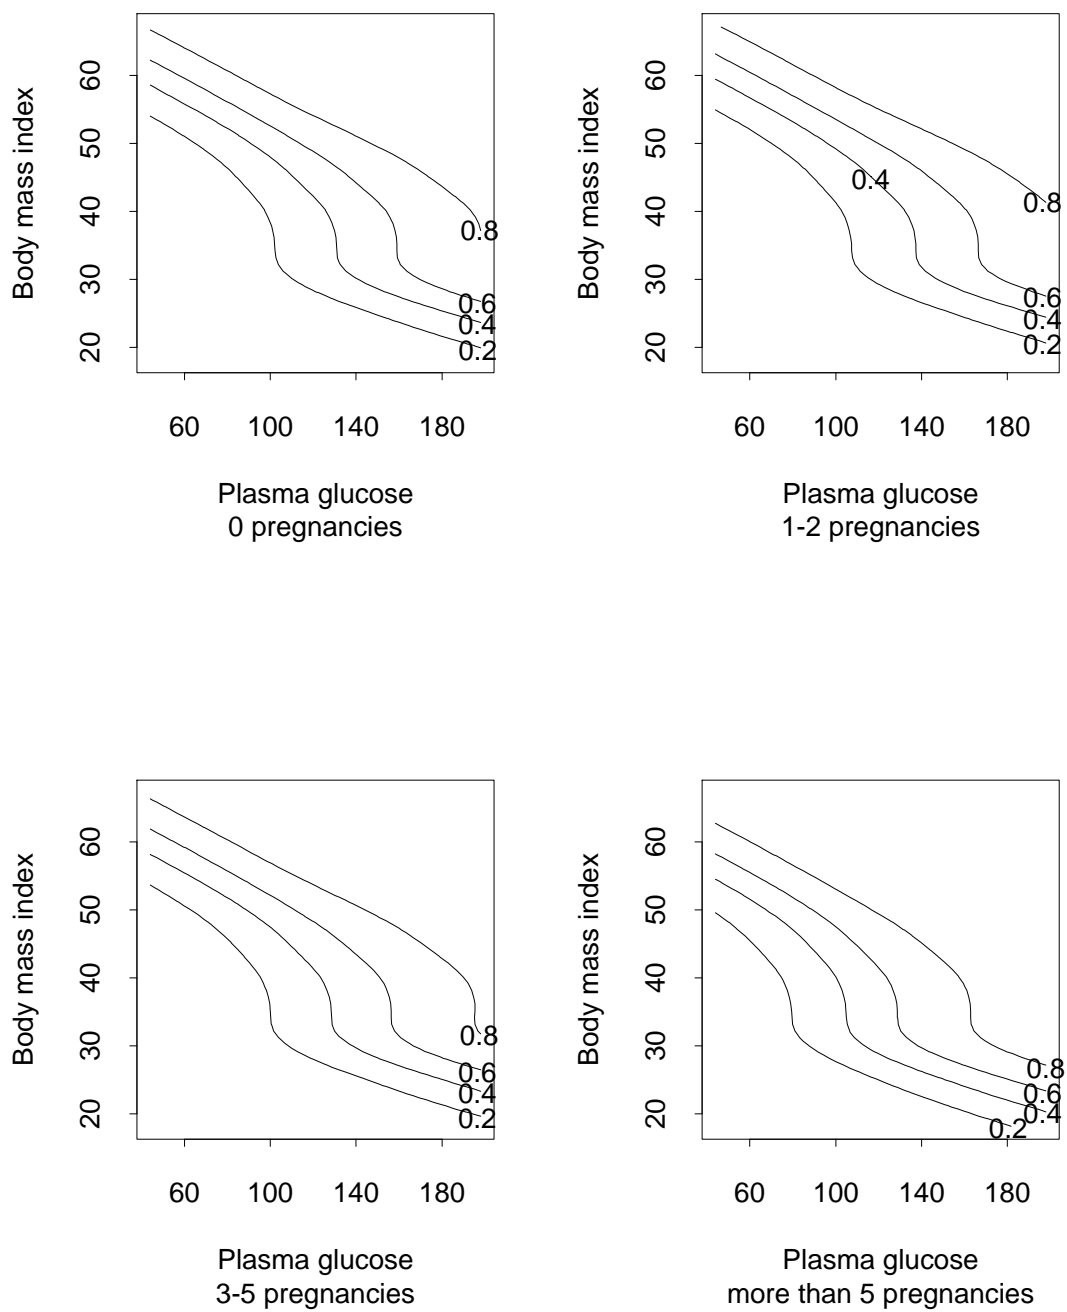 Body mass index
60
50
40
30
20
0.8
0.6
0.4
0.2
60 100 140 180
Plasma glucose
0 pregnancies
Body mass index
60
50
40
30
20
0.4
0.8
0.6
0.4
0.2
60 100 140 180
Plasma glucose
1-2 pregnancies
Body mass index
60
50
40
30
20
0.8
0.6
0.4
0.2
60 100 140 180
Plasma glucose
3-5 pregnancies
Body mass index
60
50
40
30
20
0.8
0.6
0.4
0.2
60 100 140 180
Plasma glucose
more than 5 pregnancies